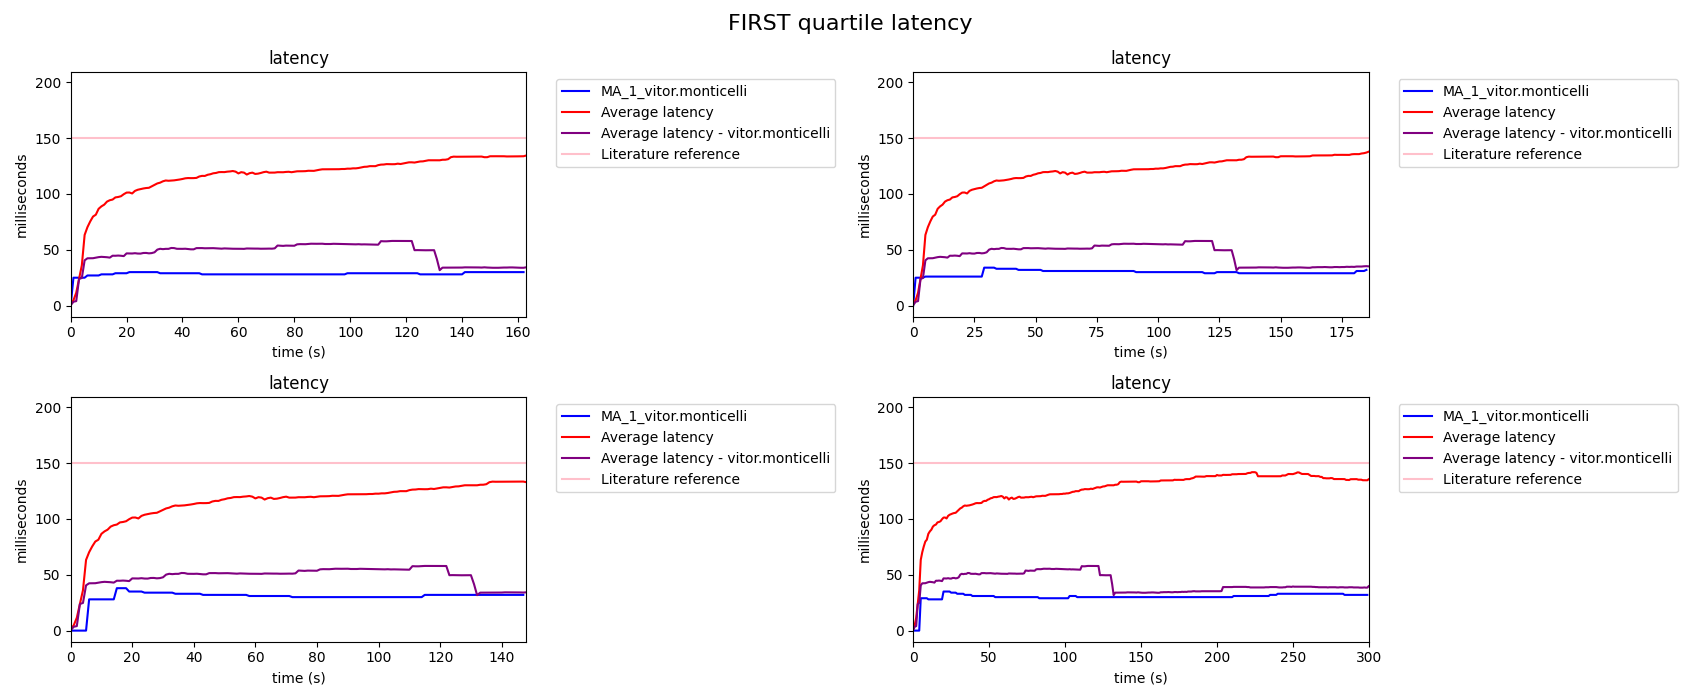 FIRST quartile latency
latency
milliseconds
200
150
100
50
0
0 20 40 60 80 100 120 140 160
time (s)
MA_1_vitor.monticelli
Average latency
Average latency - vitor.monticelli
Literature reference
latency
milliseconds
200
150
100
50
0
0 25 50 75 100 125 150 175
time (s)
MA_1_vitor.monticelli
Average latency
Average latency - vitor.monticelli
Literature reference
latency
milliseconds
200
150
100
50
0
0 20 40 60 80 100 120 140
time (s)
MA_1_vitor.monticelli
Average latency
Average latency - vitor.monticelli
Literature reference
latency
milliseconds
200
150
100
50
0
0 50 100 150 200 250 300
time (s)
MA_1_vitor.monticelli
Average latency
Average latency - vitor.monticelli
Literature reference